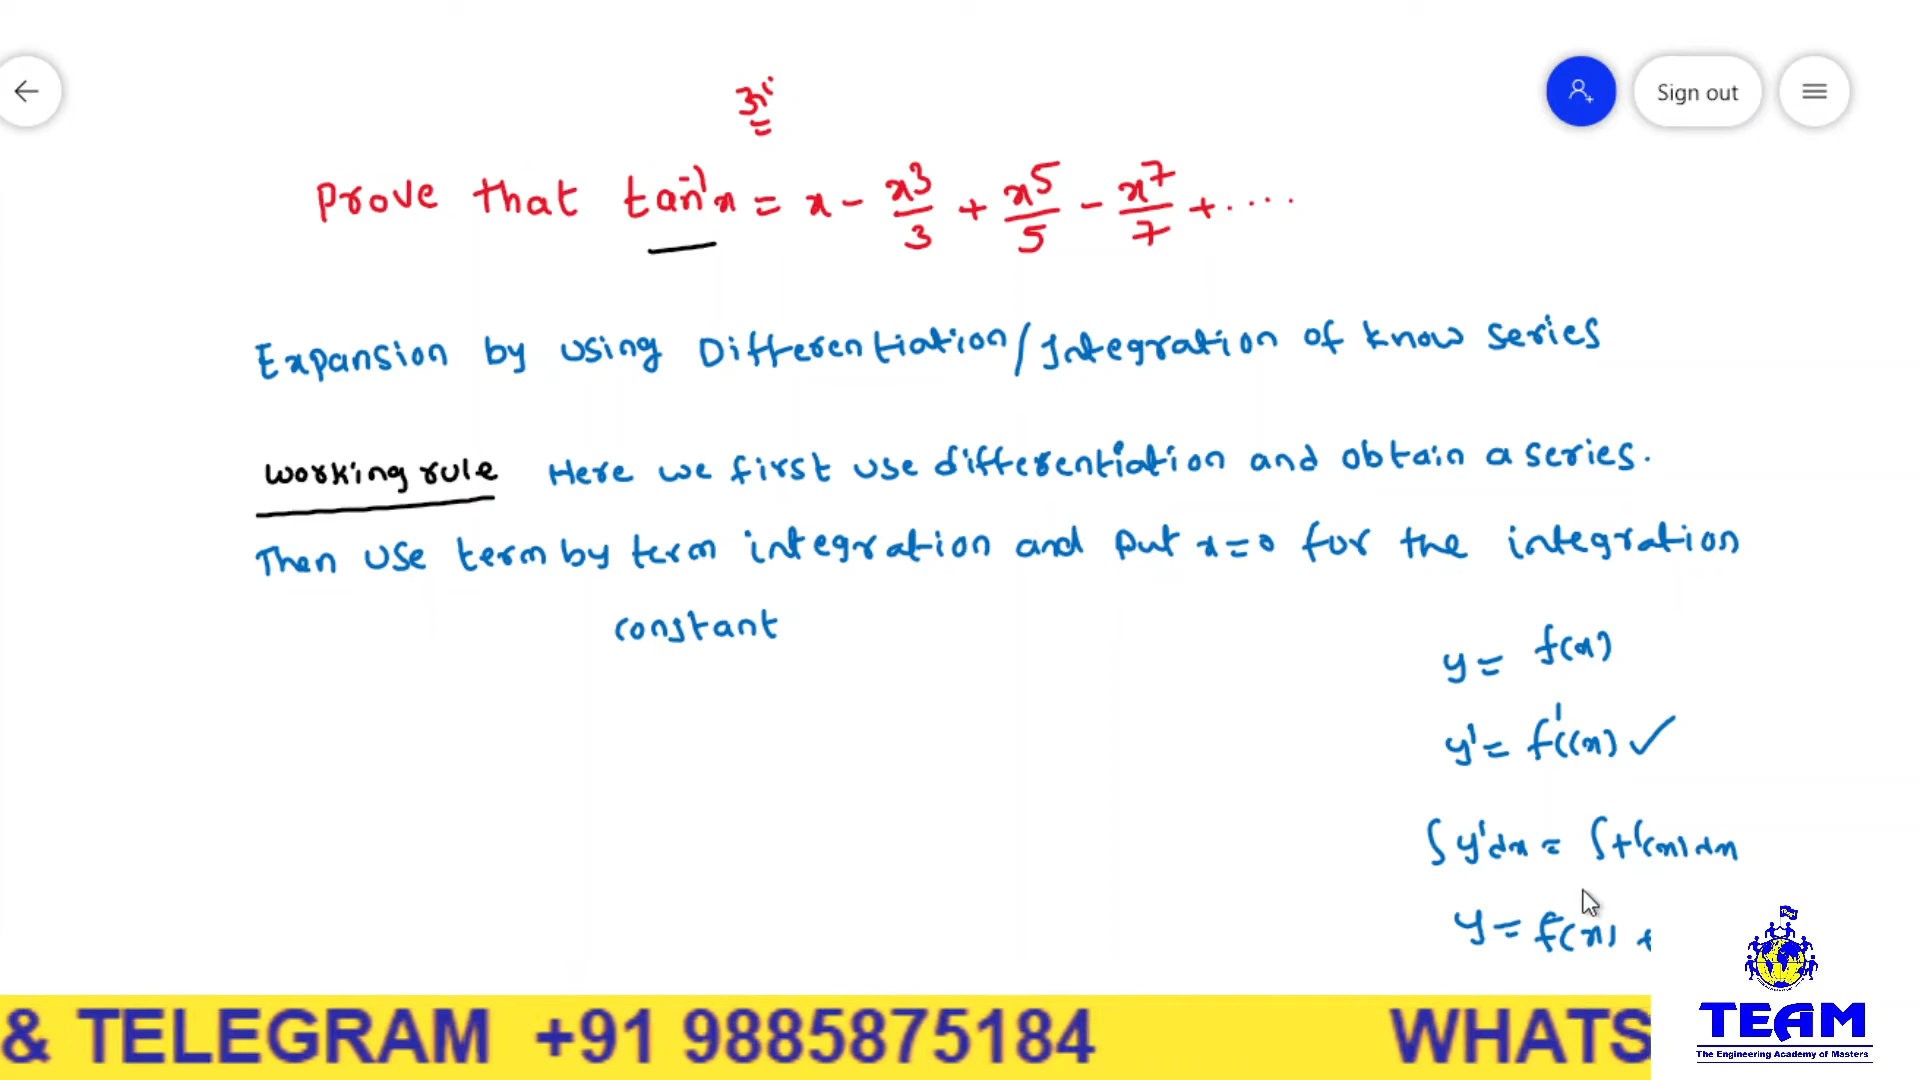 Sign out
Prove that tan⁻¹x = x - x³/3 + x⁵/5 - x⁷/7 + ....
Expansion by using Differentiation/Integration of know series
Working rule Here we first use differentiation and obtain a series.
Then use term by term integration and put x=0 for the integration
constant
y = f(x)
y' = f'((x) ✓
∫y'dx = ∫f'(x)dx
y = f(x) +
& TELEGRAM +91 9885875184 WHATS
TEAM
The Engineering Academy of Masters